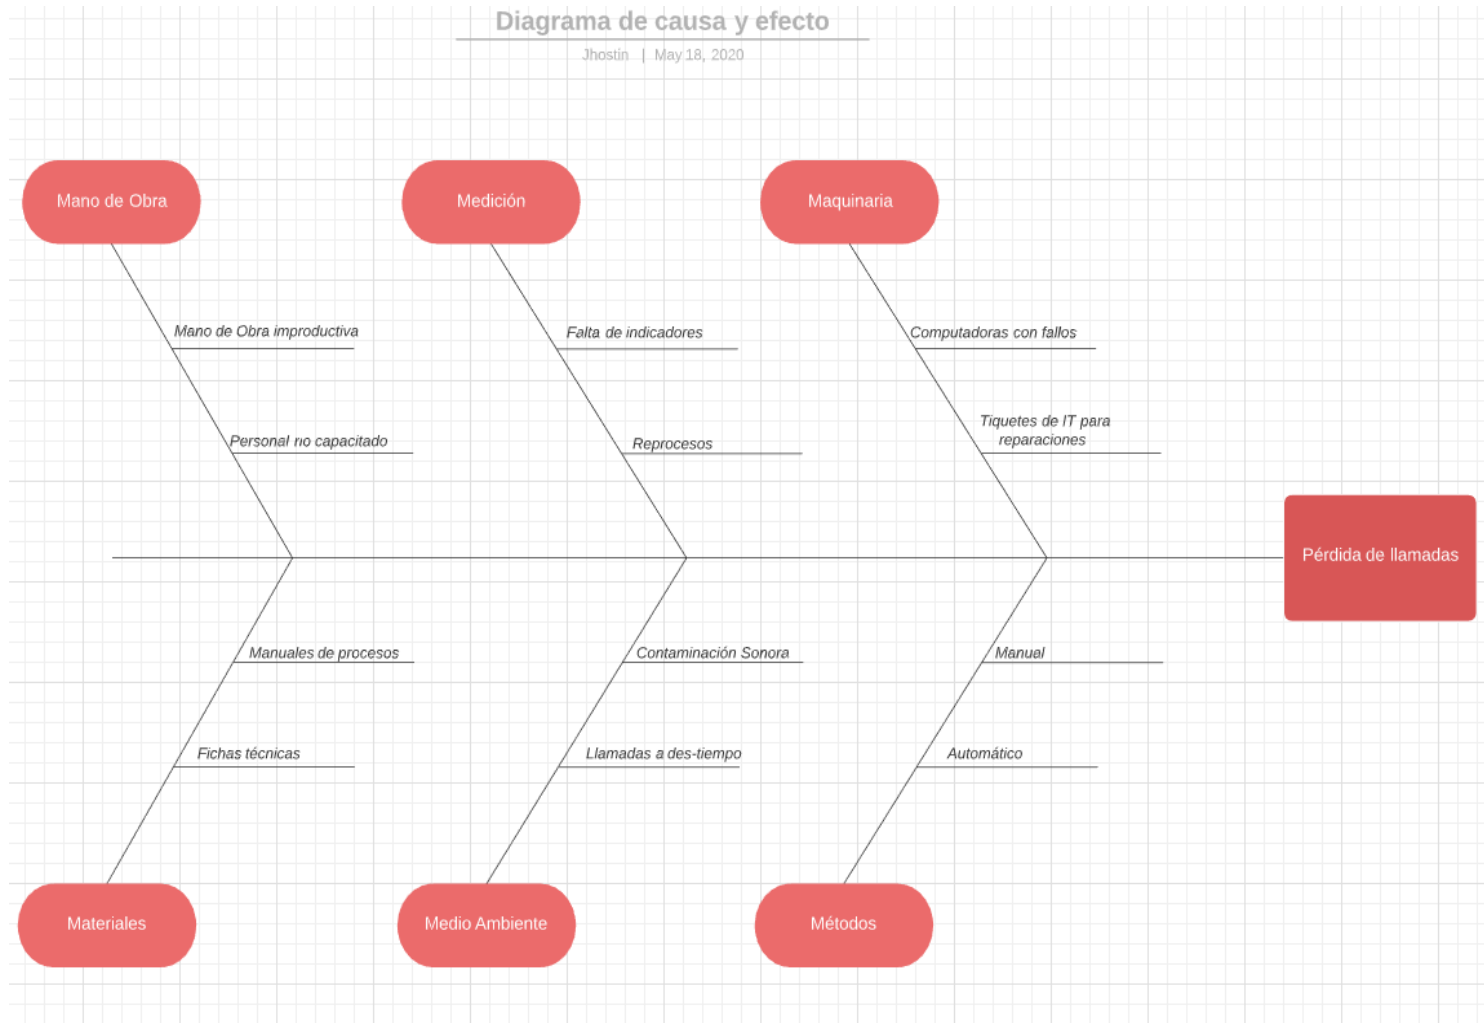 Diagrama de causa y efecto
Jhostin | May 18, 2020
Mano de Obra
Medición
Maquinaria
Mano de Obra improductiva
Falta de indicadores
Computadoras con fallos
Personal no capacitado
Reprocesos
Tiquetes de IT para
reparaciones
Pérdida de llamadas
Manuales de procesos
Contaminación Sonora
Manual
Fichas técnicas
Llamadas a des-tiempo
Automático
Materiales
Medio Ambiente
Métodos